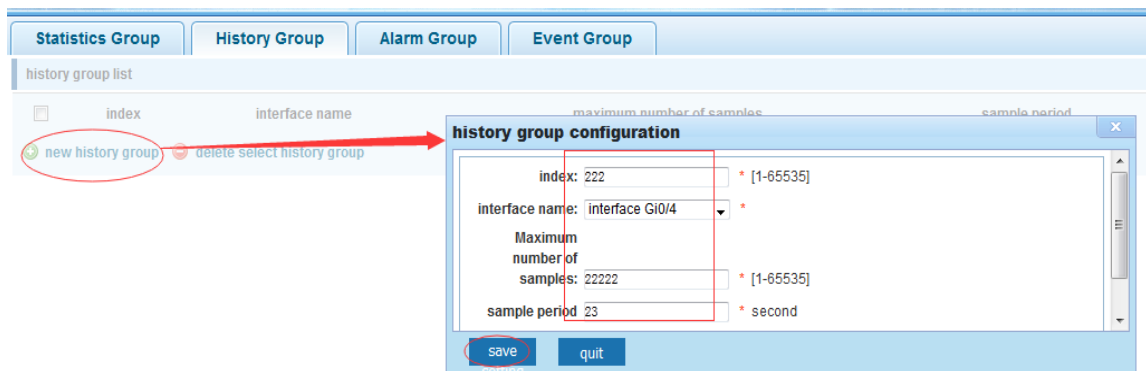 Statistics Group History Group Alarm Group Event Group
history group list
index interface name maximum number of samples sample period
new history group delete select history group
history group configuration
index: 222 * [1-65535]
interface name: interface Gi0/4 *
Maximum
number of
samples: 22222 * [1-65535]
sample period 23 * second
save quit